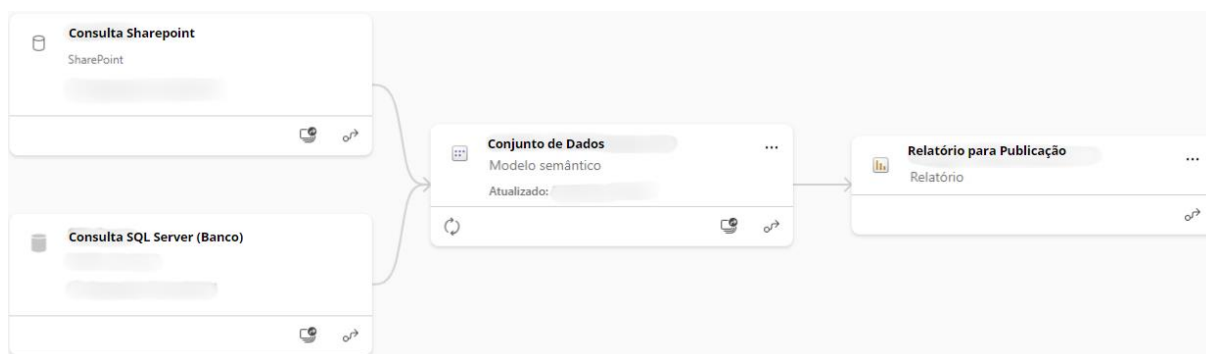 Consulta Sharepoint
SharePoint
Consulta SQL Server (Banco)
Conjunto de Dados
Modelo semântico
Atualizado:
Relatório para Publicação
Relatório